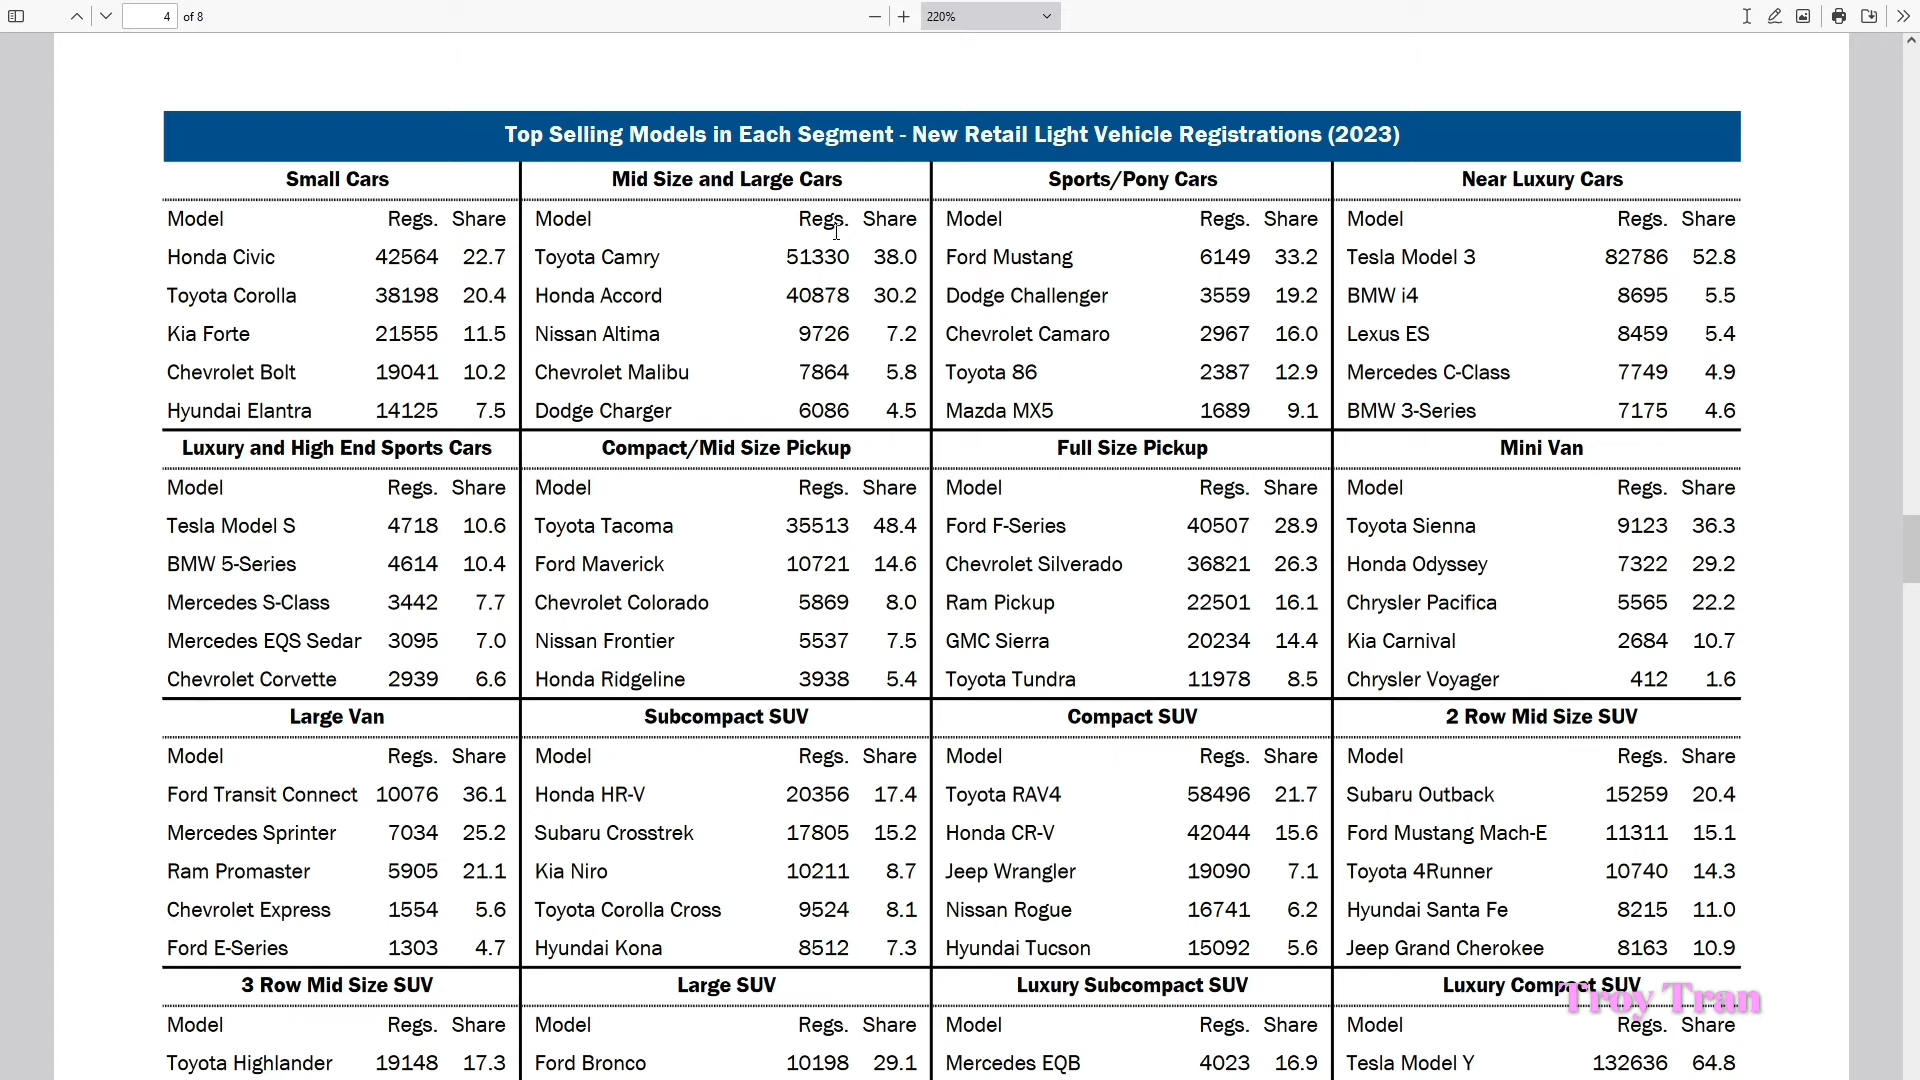 4 of 8
220%
Top Selling Models in Each Segment - New Retail Light Vehicle Registrations (2023)
Small Cars
Model Regs. Share
Honda Civic 42564 22.7
Toyota Corolla 38198 20.4
Kia Forte 21555 11.5
Chevrolet Bolt 19041 10.2
Hyundai Elantra 14125 7.5
Mid Size and Large Cars
Model Regs. Share
Toyota Camry 51330 38.0
Honda Accord 40878 30.2
Nissan Altima 9726 7.2
Chevrolet Malibu 7864 5.8
Dodge Charger 6086 4.5
Sports/Pony Cars
Model Regs. Share
Ford Mustang 6149 33.2
Dodge Challenger 3559 19.2
Chevrolet Camaro 2967 16.0
Toyota 86 2387 12.9
Mazda MX5 1689 9.1
Near Luxury Cars
Model Regs. Share
Tesla Model 3 82786 52.8
BMW i4 8695 5.5
Lexus ES 8459 5.4
Mercedes C-Class 7749 4.9
BMW 3-Series 7175 4.6
Luxury and High End Sports Cars
Model Regs. Share
Tesla Model S 4718 10.6
BMW 5-Series 4614 10.4
Mercedes S-Class 3442 7.7
Mercedes EQS Sedar 3095 7.0
Chevrolet Corvette 2939 6.6
Compact/Mid Size Pickup
Model Regs. Share
Toyota Tacoma 35513 48.4
Ford Maverick 10721 14.6
Chevrolet Colorado 5869 8.0
Nissan Frontier 5537 7.5
Honda Ridgeline 3938 5.4
Full Size Pickup
Model Regs. Share
Ford F-Series 40507 28.9
Chevrolet Silverado 36821 26.3
Ram Pickup 22501 16.1
GMC Sierra 20234 14.4
Toyota Tundra 11978 8.5
Mini Van
Model Regs. Share
Toyota Sienna 9123 36.3
Honda Odyssey 7322 29.2
Chrysler Pacifica 5565 22.2
Kia Carnival 2684 10.7
Chrysler Voyager 412 1.6
Large Van
Model Regs. Share
Ford Transit Connect 10076 36.1
Mercedes Sprinter 7034 25.2
Ram Promaster 5905 21.1
Chevrolet Express 1554 5.6
Ford E-Series 1303 4.7
Subcompact SUV
Model Regs. Share
Honda HR-V 20356 17.4
Subaru Crosstrek 17805 15.2
Kia Niro 10211 8.7
Toyota Corolla Cross 9524 8.1
Hyundai Kona 8512 7.3
Compact SUV
Model Regs. Share
Toyota RAV4 58496 21.7
Honda CR-V 42044 15.6
Jeep Wrangler 19090 7.1
Nissan Rogue 16741 6.2
Hyundai Tucson 15092 5.6
2 Row Mid Size SUV
Model Regs. Share
Subaru Outback 15259 20.4
Ford Mustang Mach-E 11311 15.1
Toyota 4Runner 10740 14.3
Hyundai Santa Fe 8215 11.0
Jeep Grand Cherokee 8163 10.9
3 Row Mid Size SUV
Model Regs. Share
Toyota Highlander 19148 17.3
Large SUV
Model Regs. Share
Ford Bronco 10198 29.1
Luxury Subcompact SUV
Model Regs. Share
Mercedes EQB 4023 16.9
Luxury Compact SUV
Troy Tran
Model Regs. Share
Tesla Model Y 132636 64.8